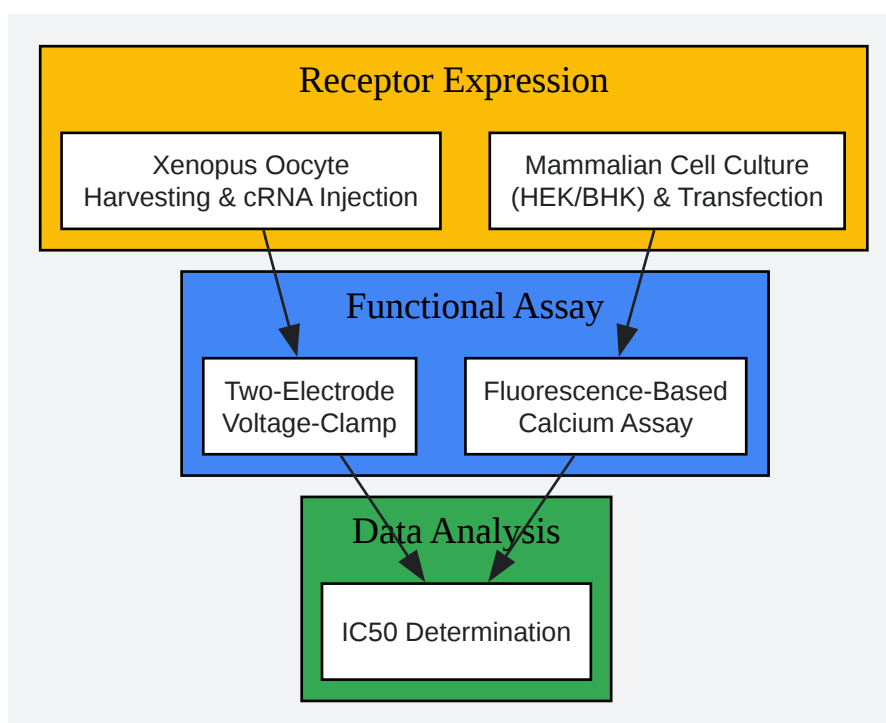 Receptor Expression
Xenopus Oocyte
Harvesting & cRNA Injection
Mammalian Cell Culture
(HEK/BHK) & Transfection
Functional Assay
Two-Electrode
Voltage-Clamp
Fluorescence-Based
Calcium Assay
Data Analysis
IC50 Determination